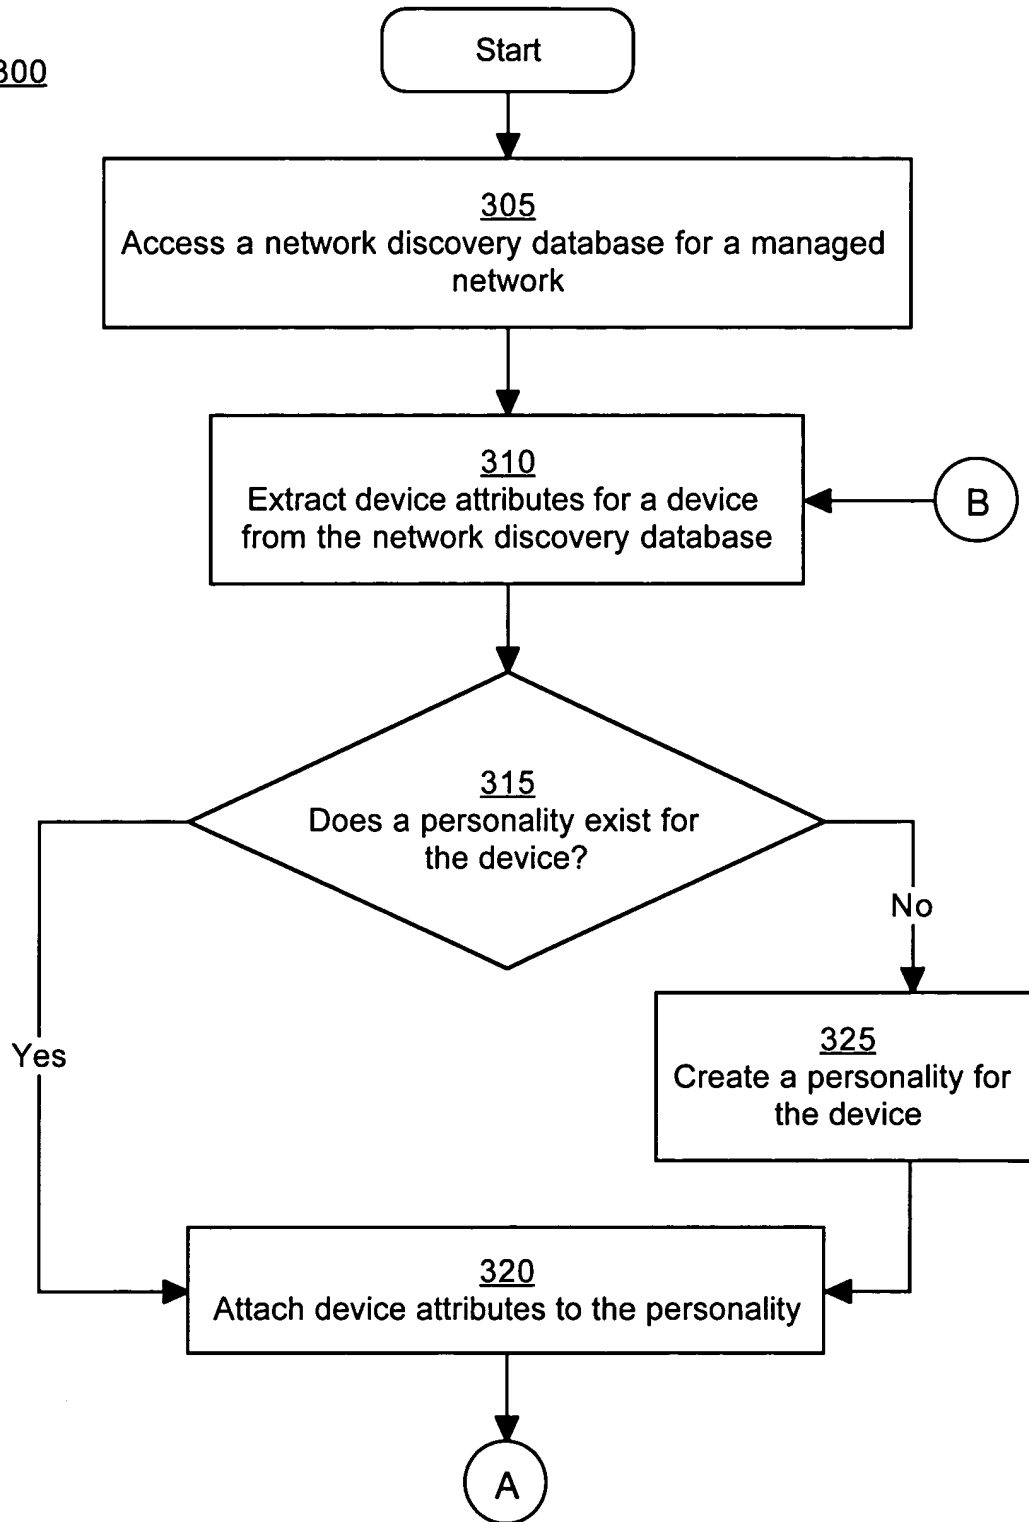 Start
300
305
Access a network discovery database for a managed
network
310
Extract device attributes for a device
from the network discovery database
B
315
Does a personality exist for
the device?
No
Yes
325
Create a personality for
the device
320
Attach device attributes to the personality
A